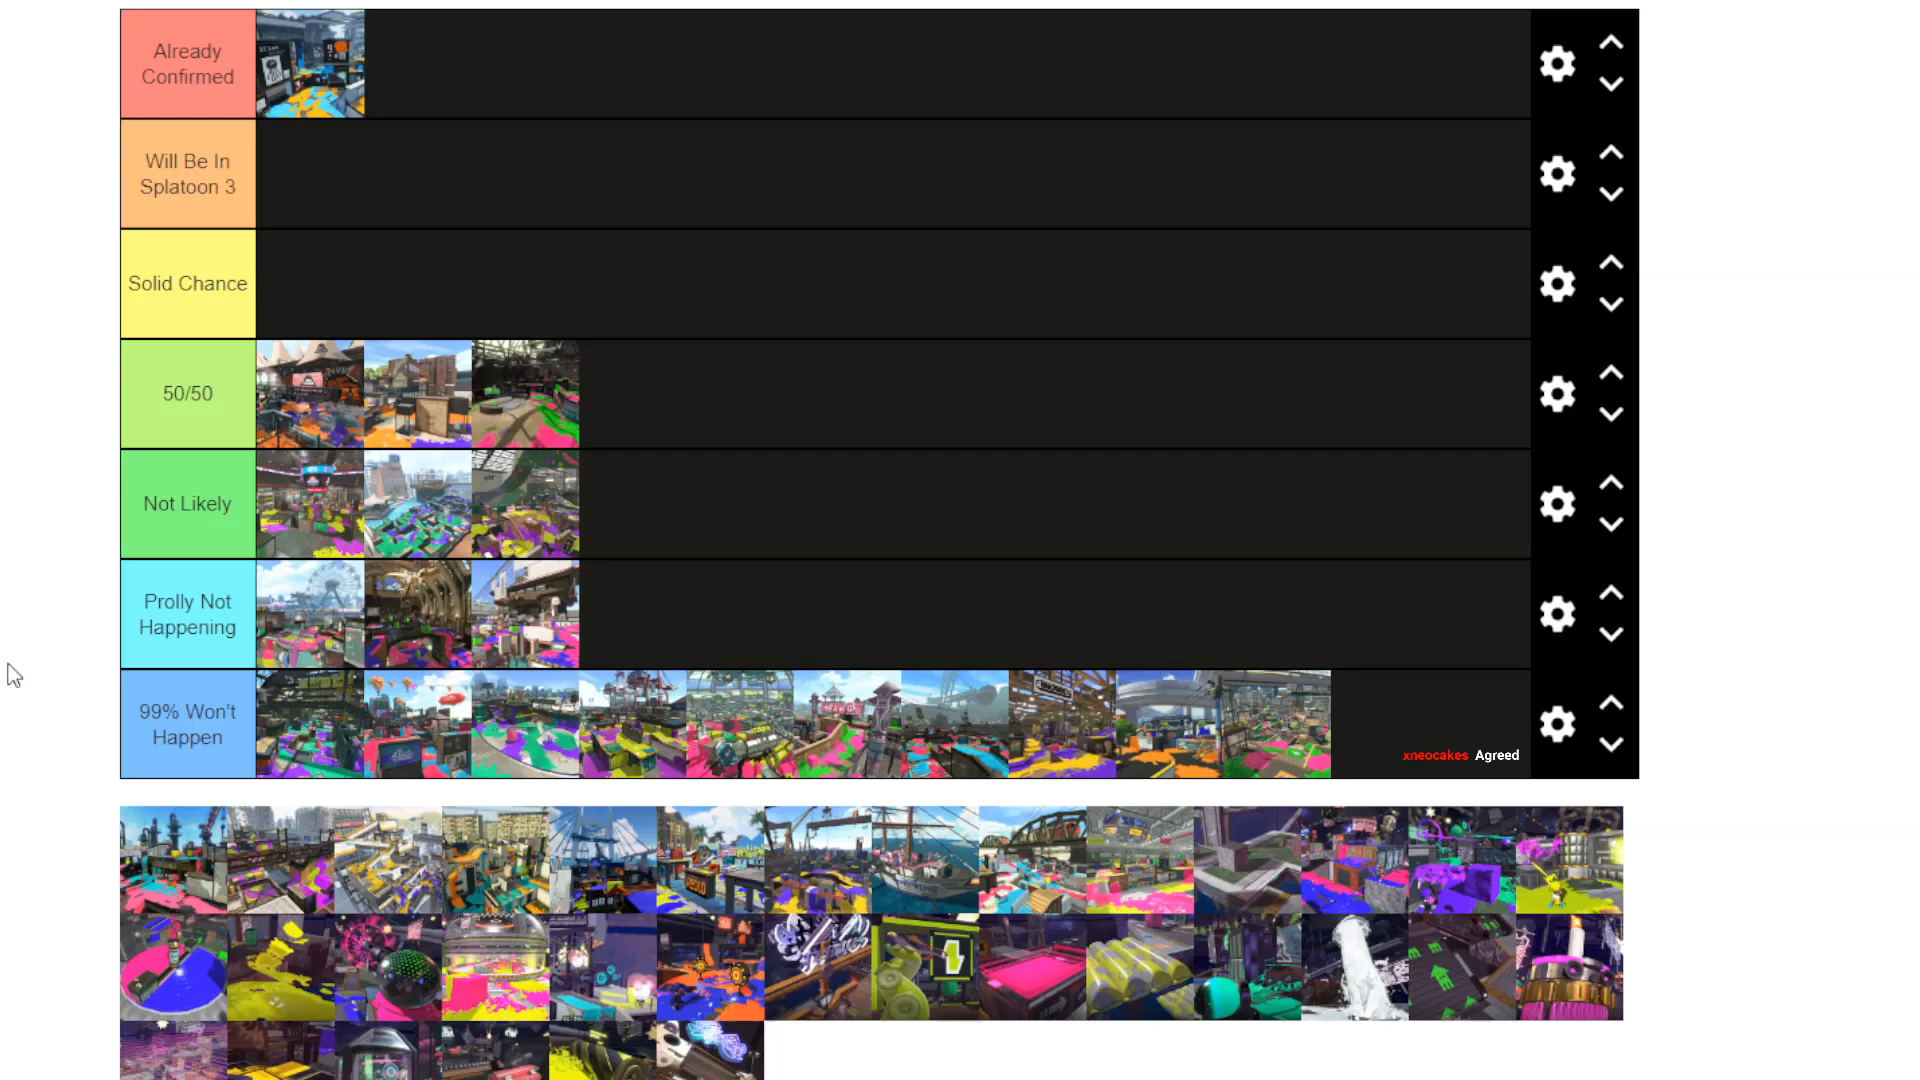 Already
Confirmed
Will Be In
Splatoon 3
Solid Chance
50/50
Not Likely
Prolly Not
Happening
99% Won't
Happen
xneocakes Agreed